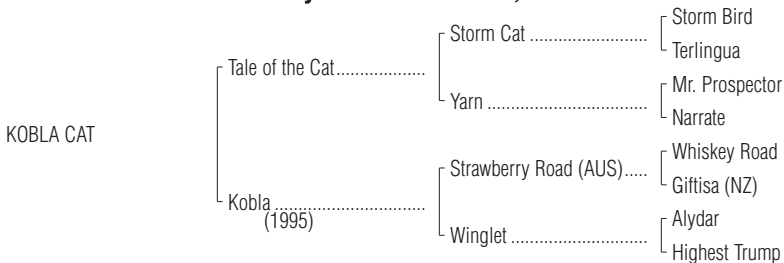 Storm Bird
Storm Cat ..........................
Terlingua
Tale of the Cat...................
Mr. Prospector
Yarn ..................................
Narrate
KOBLA CAT
Whiskey Road
Strawberry Road (AUS).....
Giftisa (NZ)
Kobla ................................
(1995)
Alydar
Winglet .............................
Highest Trump